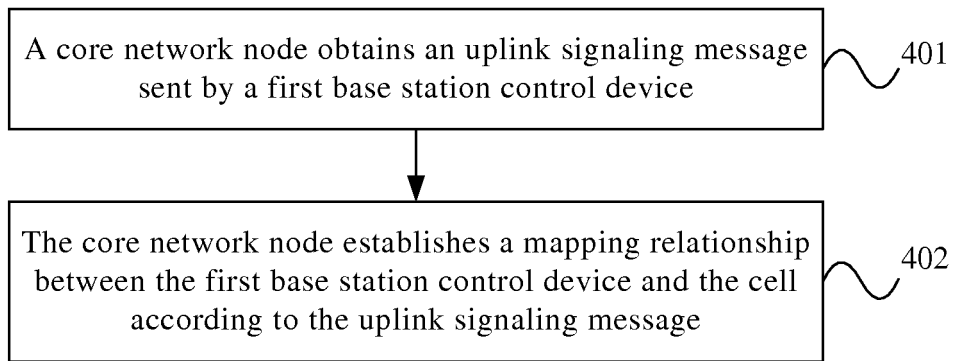 A core network node obtains an uplink signaling message
sent by a first base station control device
401
The core network node establishes a mapping relationship
between the first base station control device and the cell
according to the uplink signaling message
402